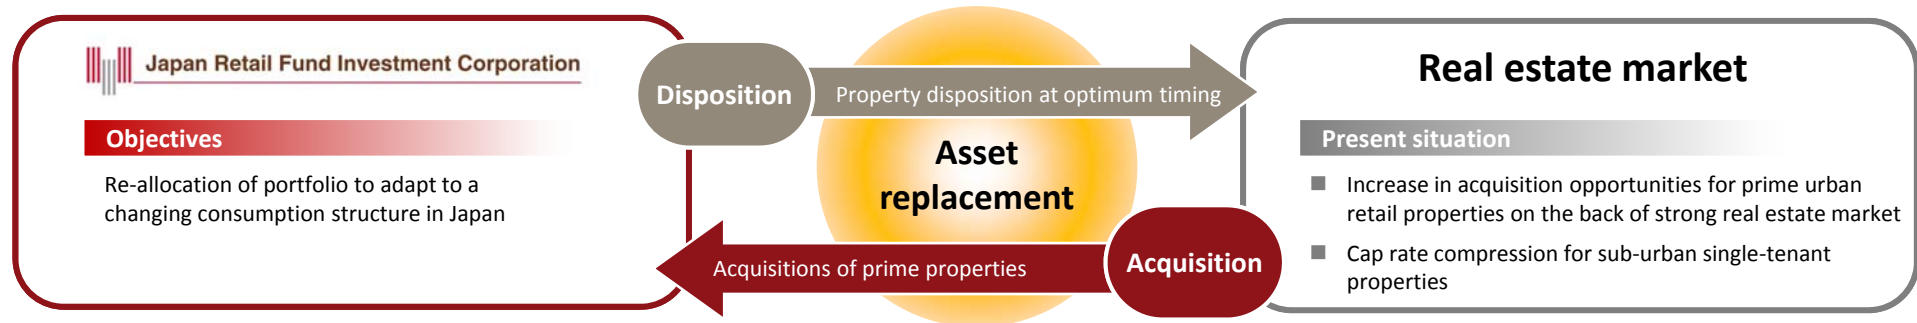 Japan Retail Fund Investment Corporation
Objectives
Re-allocation of portfolio to adapt to a
changing consumption structure in Japan
Disposition
Property disposition at optimum timing
Asset
replacement
Acquisitions of prime properties
Acquisition
Real estate market
Present situation
Increase in acquisition opportunities for prime urban
retail properties on the back of strong real estate market
Cap rate compression for sub-urban single-tenant
properties